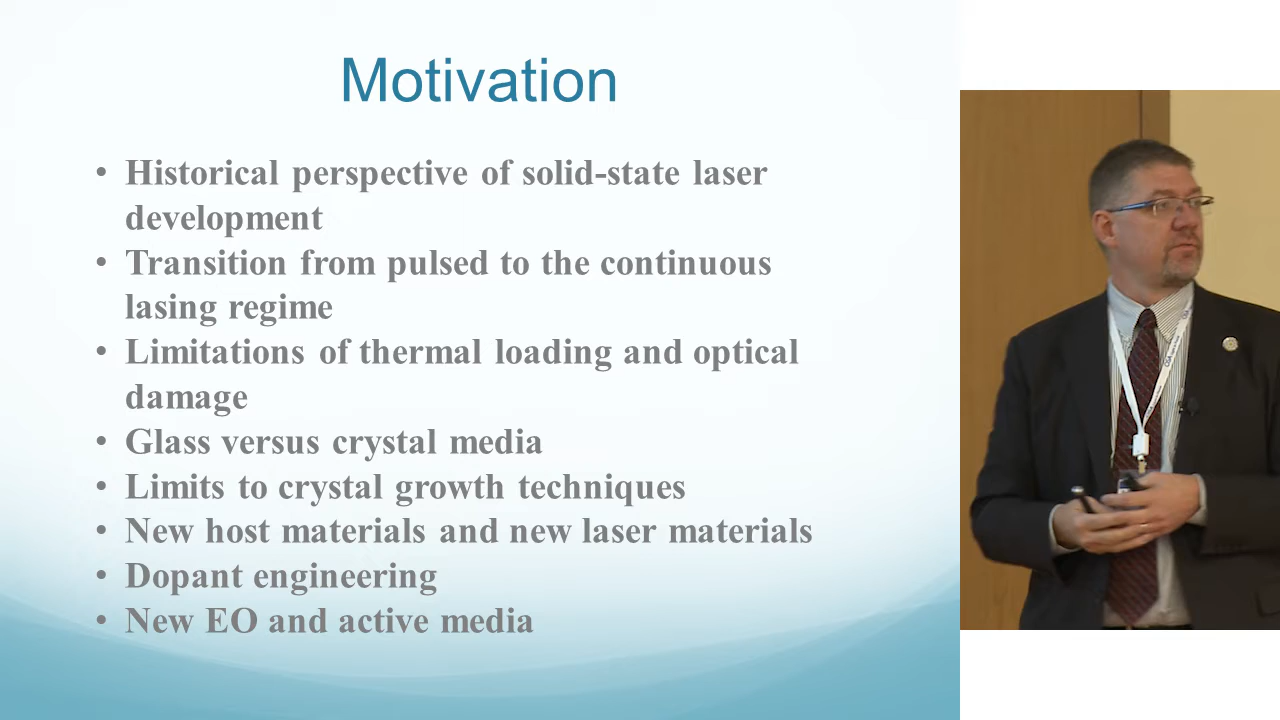 Motivation
• Historical perspective of solid-state laser
development
• Transition from pulsed to the continuous
lasing regime
• Limitations of thermal loading and optical
damage
• Glass versus crystal media
• Limits to crystal growth techniques
• New host materials and new laser materials
• Dopant engineering
• New EO and active media